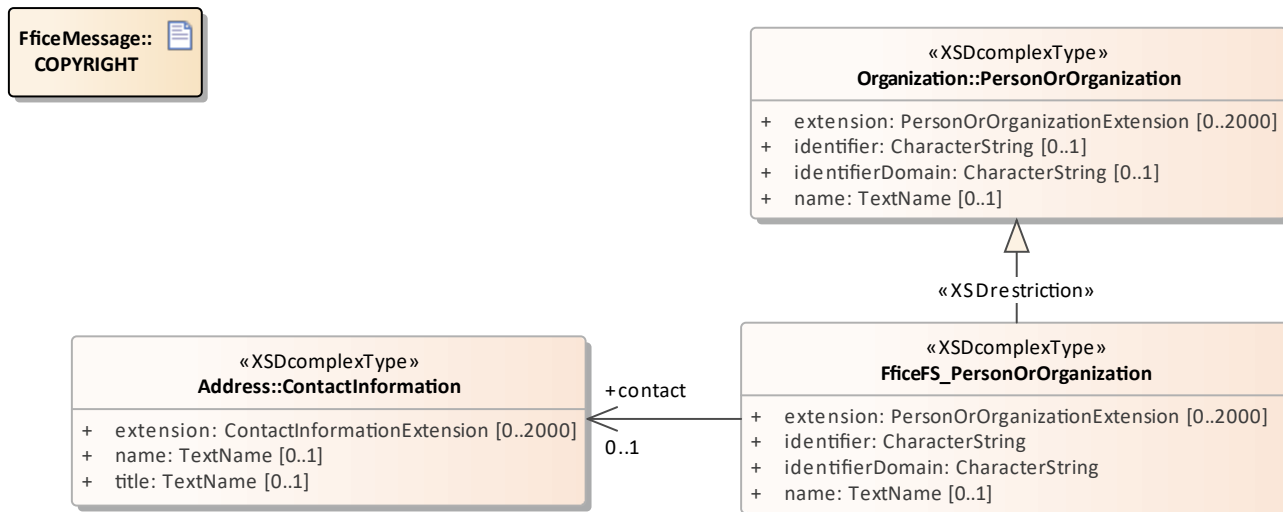 FficeMessage::
COPYRIGHT
«XSDcomplexType»
Organization::PersonOrOrganization
+ extension: PersonOrOrganizationExtension [0..2000]
+ identifier: CharacterString [0..1]
+ identifierDomain: CharacterString [0..1]
+ name: TextName [0..1]
«XSDrestriction»
«XSDcomplexType»
Address::ContactInformation
+ extension: ContactInformationExtension [0..2000]
+ name: TextName [0..1]
+ title: TextName [0..1]
+contact
0..1
«XSDcomplexType»
FficeFS_PersonOrOrganization
+ extension: PersonOrOrganizationExtension [0..2000]
+ identifier: CharacterString
+ identifierDomain: CharacterString
+ name: TextName [0..1]